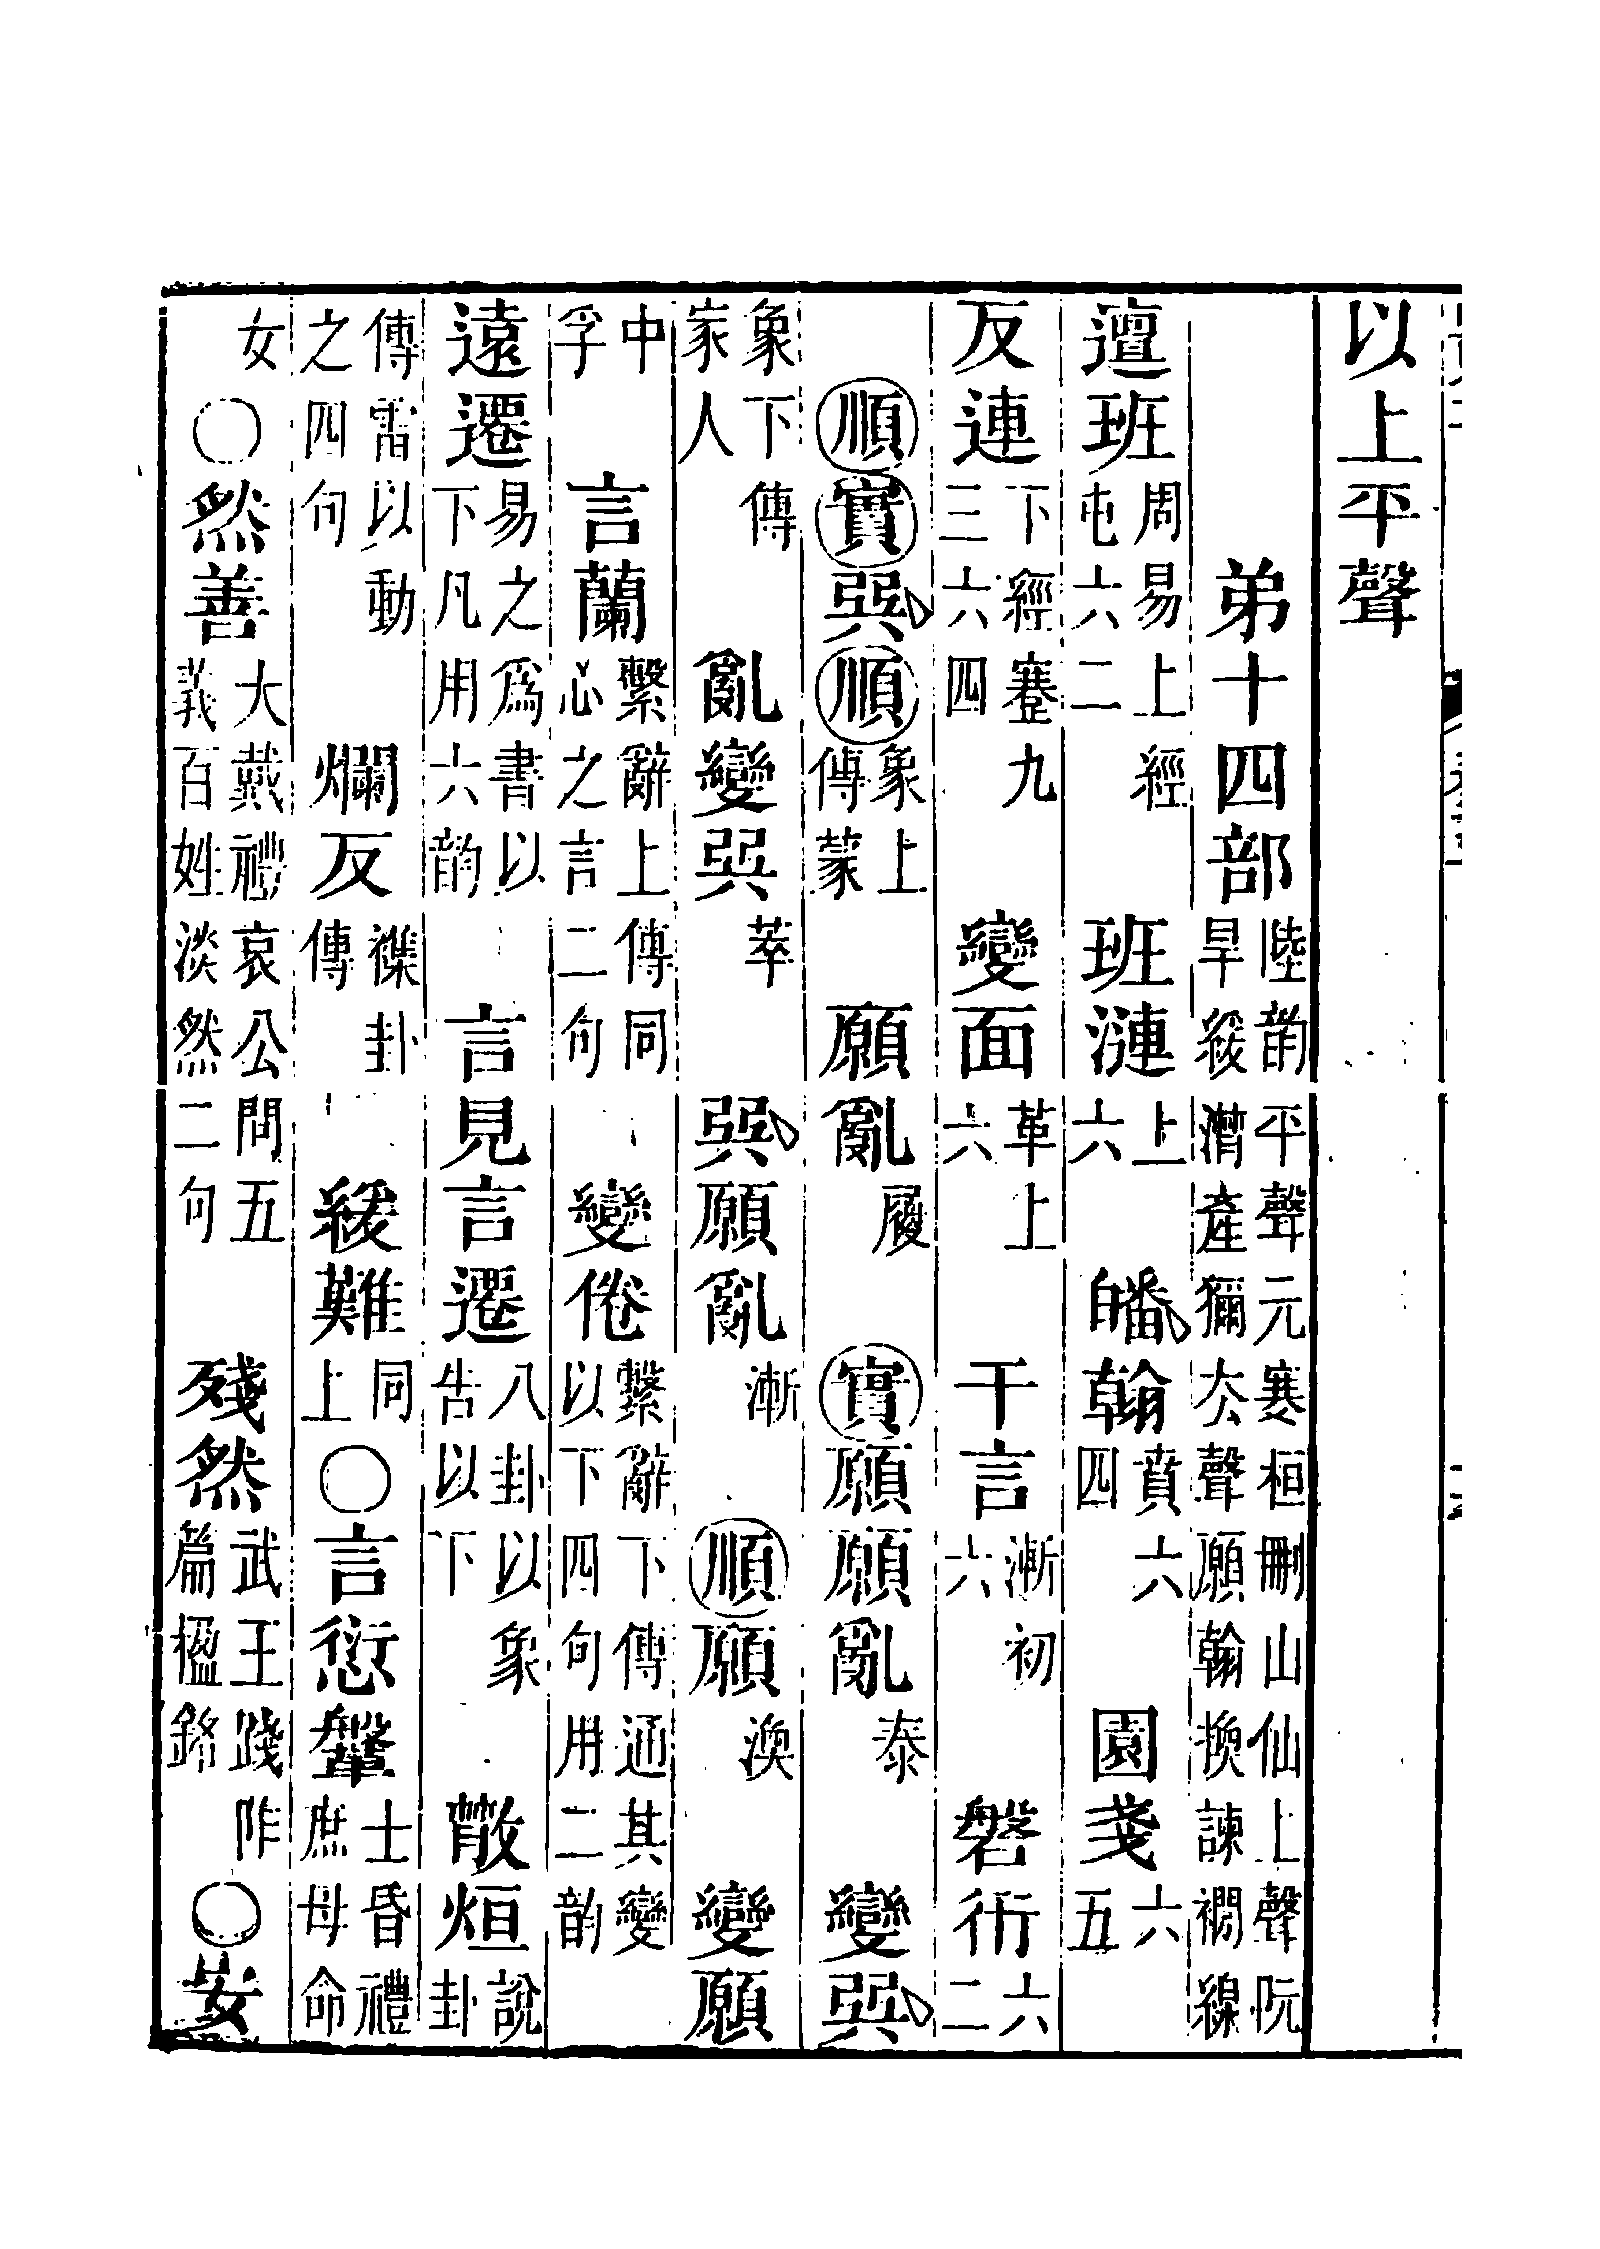 以上平聲
弟十四部陸韵平聲元寒桓刪山仙上聲阮旱緩潸產獮去聲願翰換諫襉線
邅班周易上經屯六二　班漣上六　皤翰賁六四　園戔六五
反連下經蹇九三六四　變面革上六　干言漸初六　磐衎六二
順實巽順象上傳蒙　願亂履　實願願亂泰　變巽
象下傳家人　亂變巽萃　巽願亂漸　順願渙　變願
中孚　言蘭繫辭上傳同心之言二句　變倦繫辭下傳通其變以下四句用二韵
遠遷易之爲書以下凡用六韵　言見言遷八卦以象告以下　散烜說卦
傳雷以動之四句　爛反襍卦傳　緩難同上〇言愆鞶士昏禮庶母命
女〇然善大戴禮哀公問五義百姓淡然二句　殘然武王踐阼篇楹銘〇安